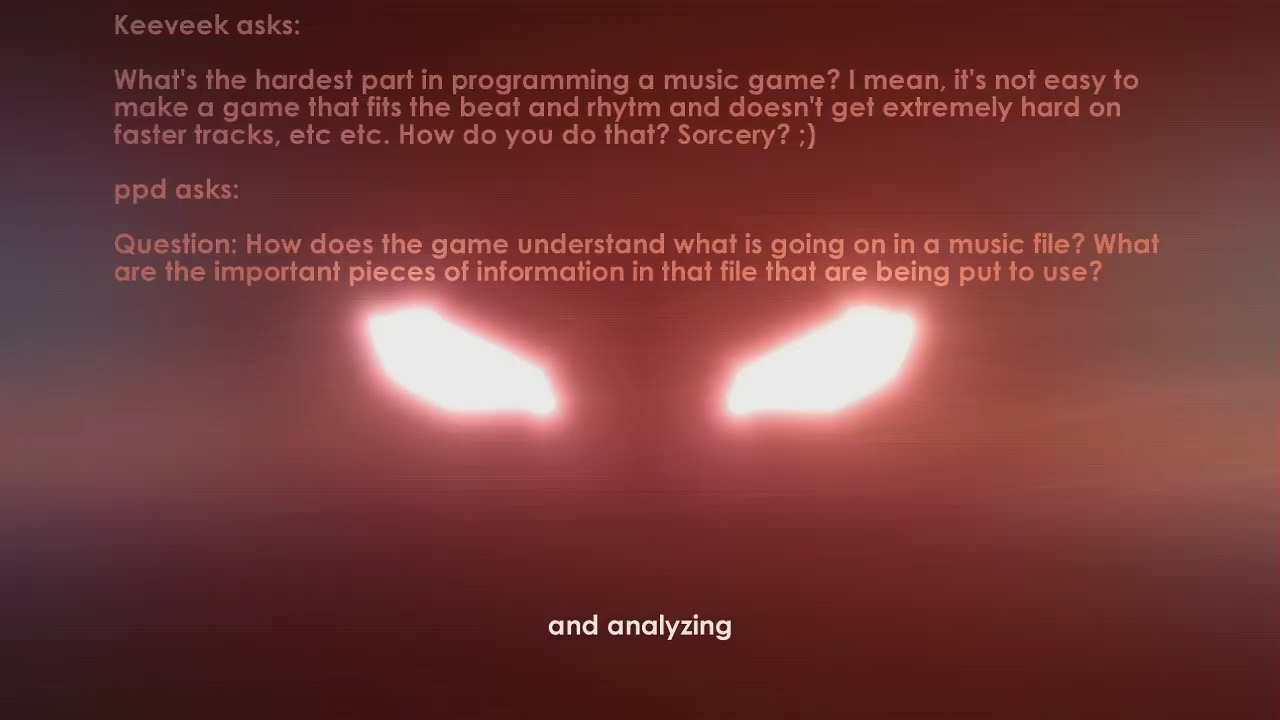 Keeveek asks:
What's the hardest part in programming a music game? I mean, it's not easy to
make a game that fits the beat and rhytm and doesn't get extremely hard on
faster tracks, etc etc. How do you do that? Sorcery? ;)
ppd asks:
Question: How does the game understand what is going on in a music file? What
are the important pieces of information in that file that are being put to use?
and analyzing